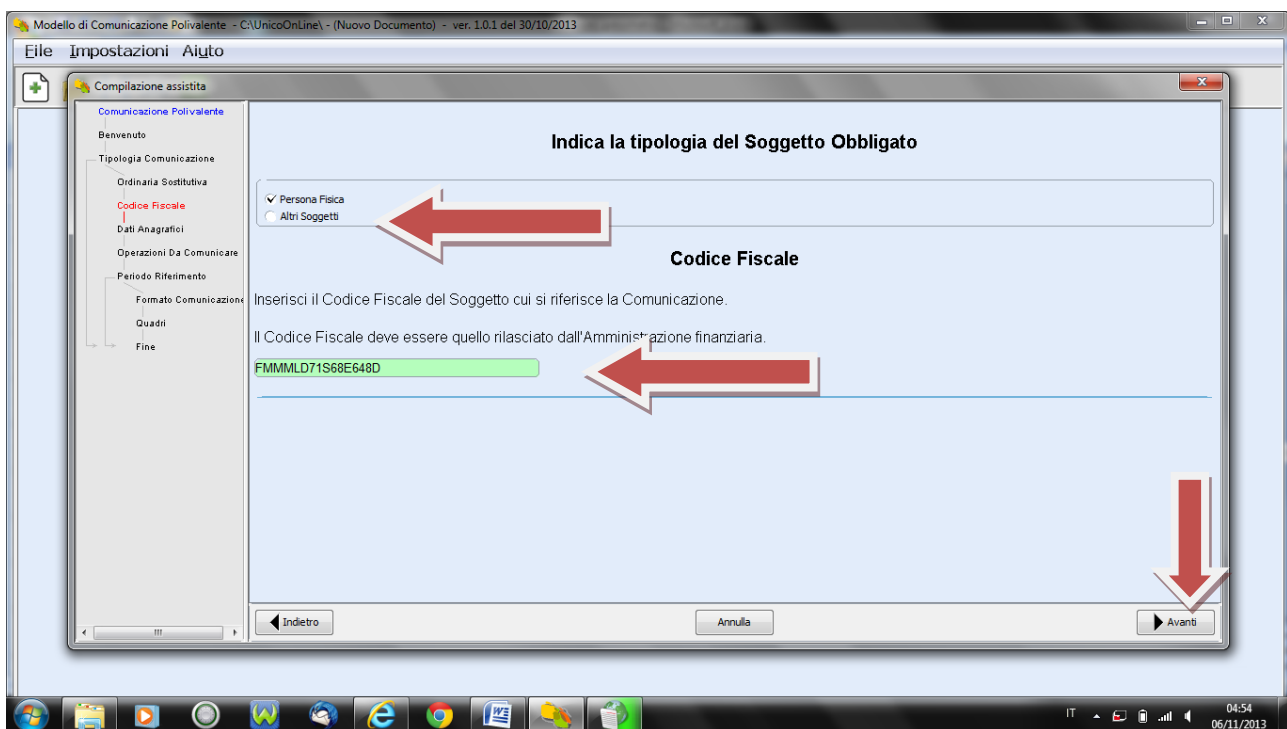 Modello di Comunicazione Polivalente - C:\UnicoOnLine\ - (Nuovo Documento) - ver. 1.0.1 del 30/10/2013
File Impostazioni Aiuto
Compilazione assistita
Comunicazione Polivalente
Benvenuto
Tipologia Comunicazione
Ordinaria Sostitutiva
Codice Fiscale
Dati Anagrafici
Operazioni Da Comunicare
Periodo Riferimento
Formato Comunicazione
Quadri
Fine
Indica la tipologia del Soggetto Obbligato
Persona Fisica
Altri Soggetti
Codice Fiscale
Inserisci il Codice Fiscale del Soggetto cui si riferisce la Comunicazione.
Il Codice Fiscale deve essere quello rilasciato dall'Amministrazione finanziaria.
FMMMLD71S68E648D
Indietro
Annulla
Avanti
IT
04:54
06/11/2013